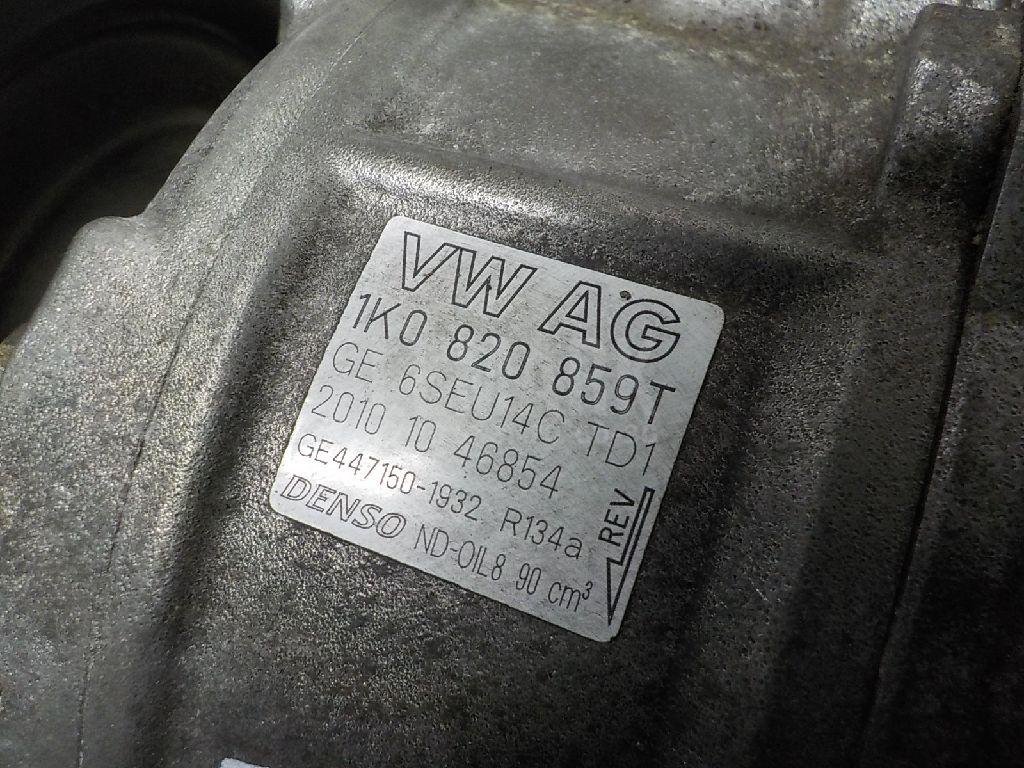 VW AG
1K0 820 859T
GE 6SEU14C TD1
2010 10 46854
GE447150-1932 R134a
DENSO ND-OIL8 90 cm³
REV